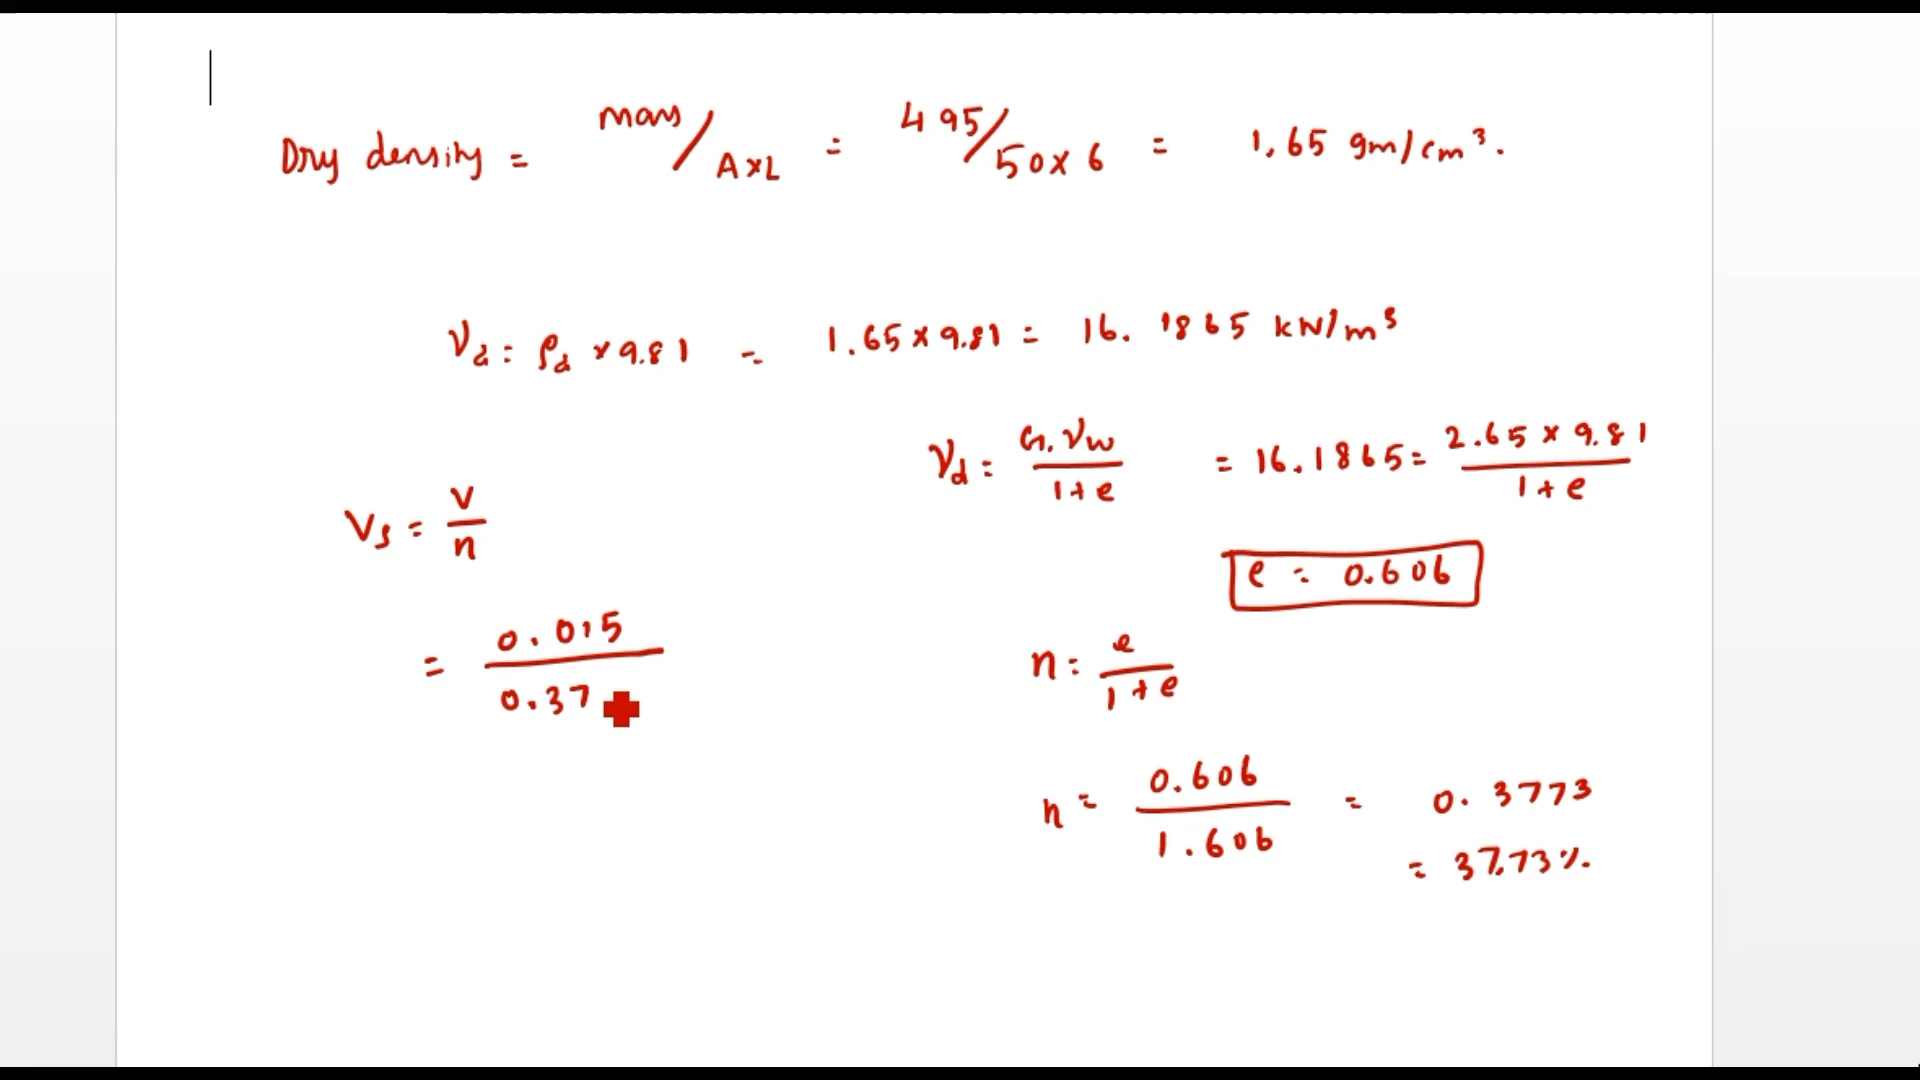 Dry density = mass/AxL = 495/50x6 = 1.65 gm/cm³.
γd = ρd x 9.81 = 1.65 x 9.81 = 16.1865 kN/m³
γd = G.γw/1+e = 16.1865 = 2.65 x 9.81/1+e
Vs = V/n
e = 0.606
= 0.015/0.37
n = e/1+e
n = 0.606/1.606 = 0.3773
= 37.73%.